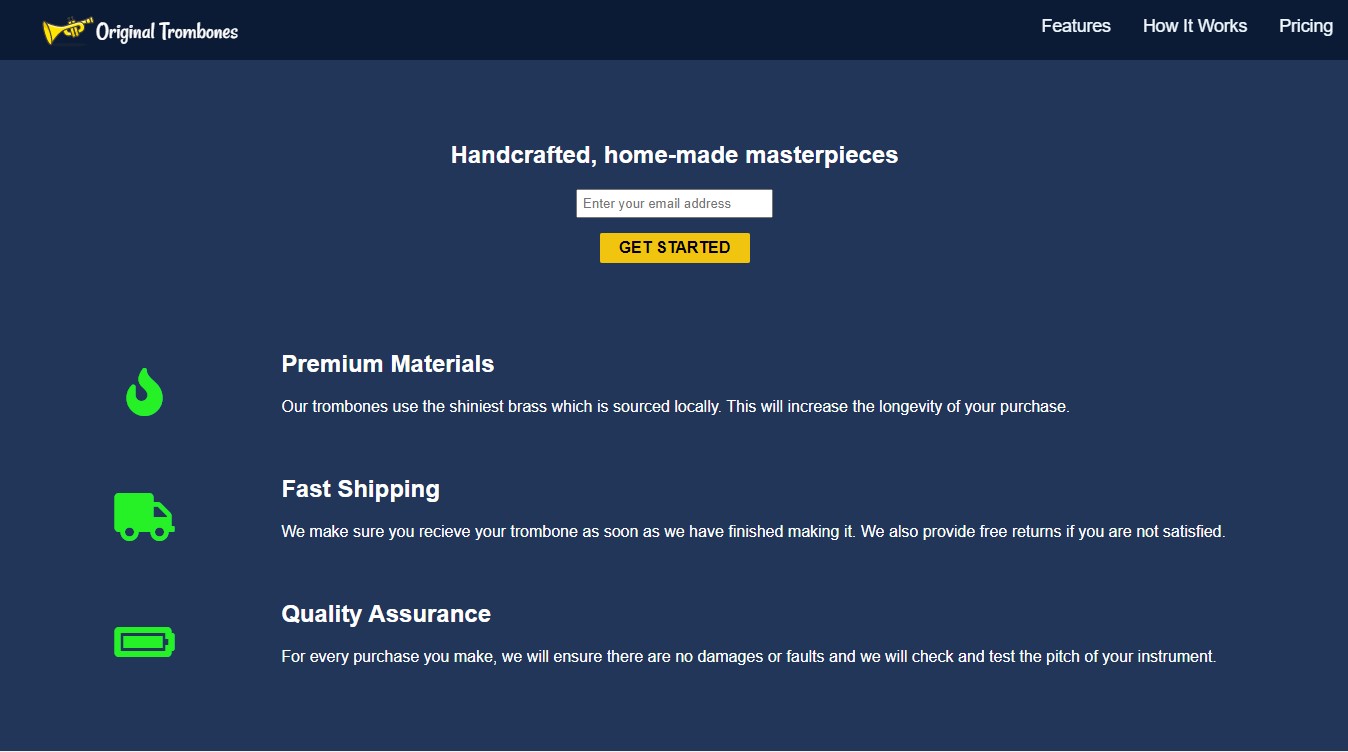 Original Trombones
Features
How It Works
Pricing
Handcrafted, home-made masterpieces
Enter your email address
GET STARTED
Premium Materials
Our trombones use the shiniest brass which is sourced locally. This will increase the longevity of your purchase.
Fast Shipping
We make sure you recieve your trombone as soon as we have finished making it. We also provide free returns if you are not satisfied.
Quality Assurance
For every purchase you make, we will ensure there are no damages or faults and we will check and test the pitch of your instrument.